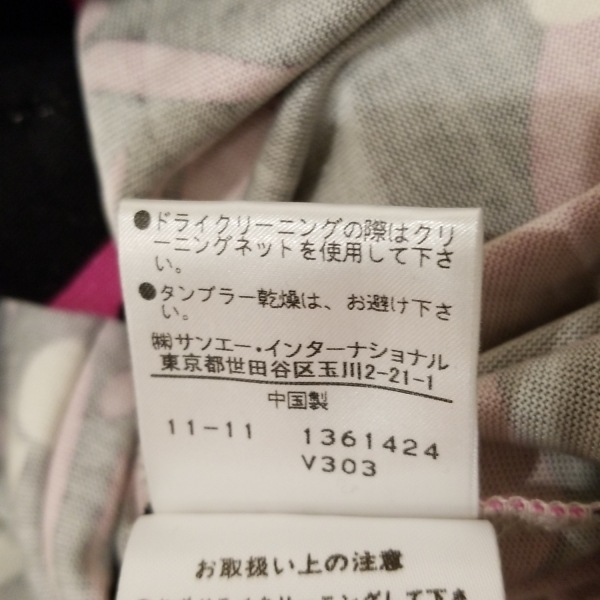 ●ドライクリーニングの際はクリ
ーニングネットを使用して下さ
い。
●タンブラー乾燥は、お避け下さ
い。
㈱サンエー・インターナショナル
東京都世田谷区玉川2-21-1
中国製
11-11 1361424
V303
お取扱い上の注意